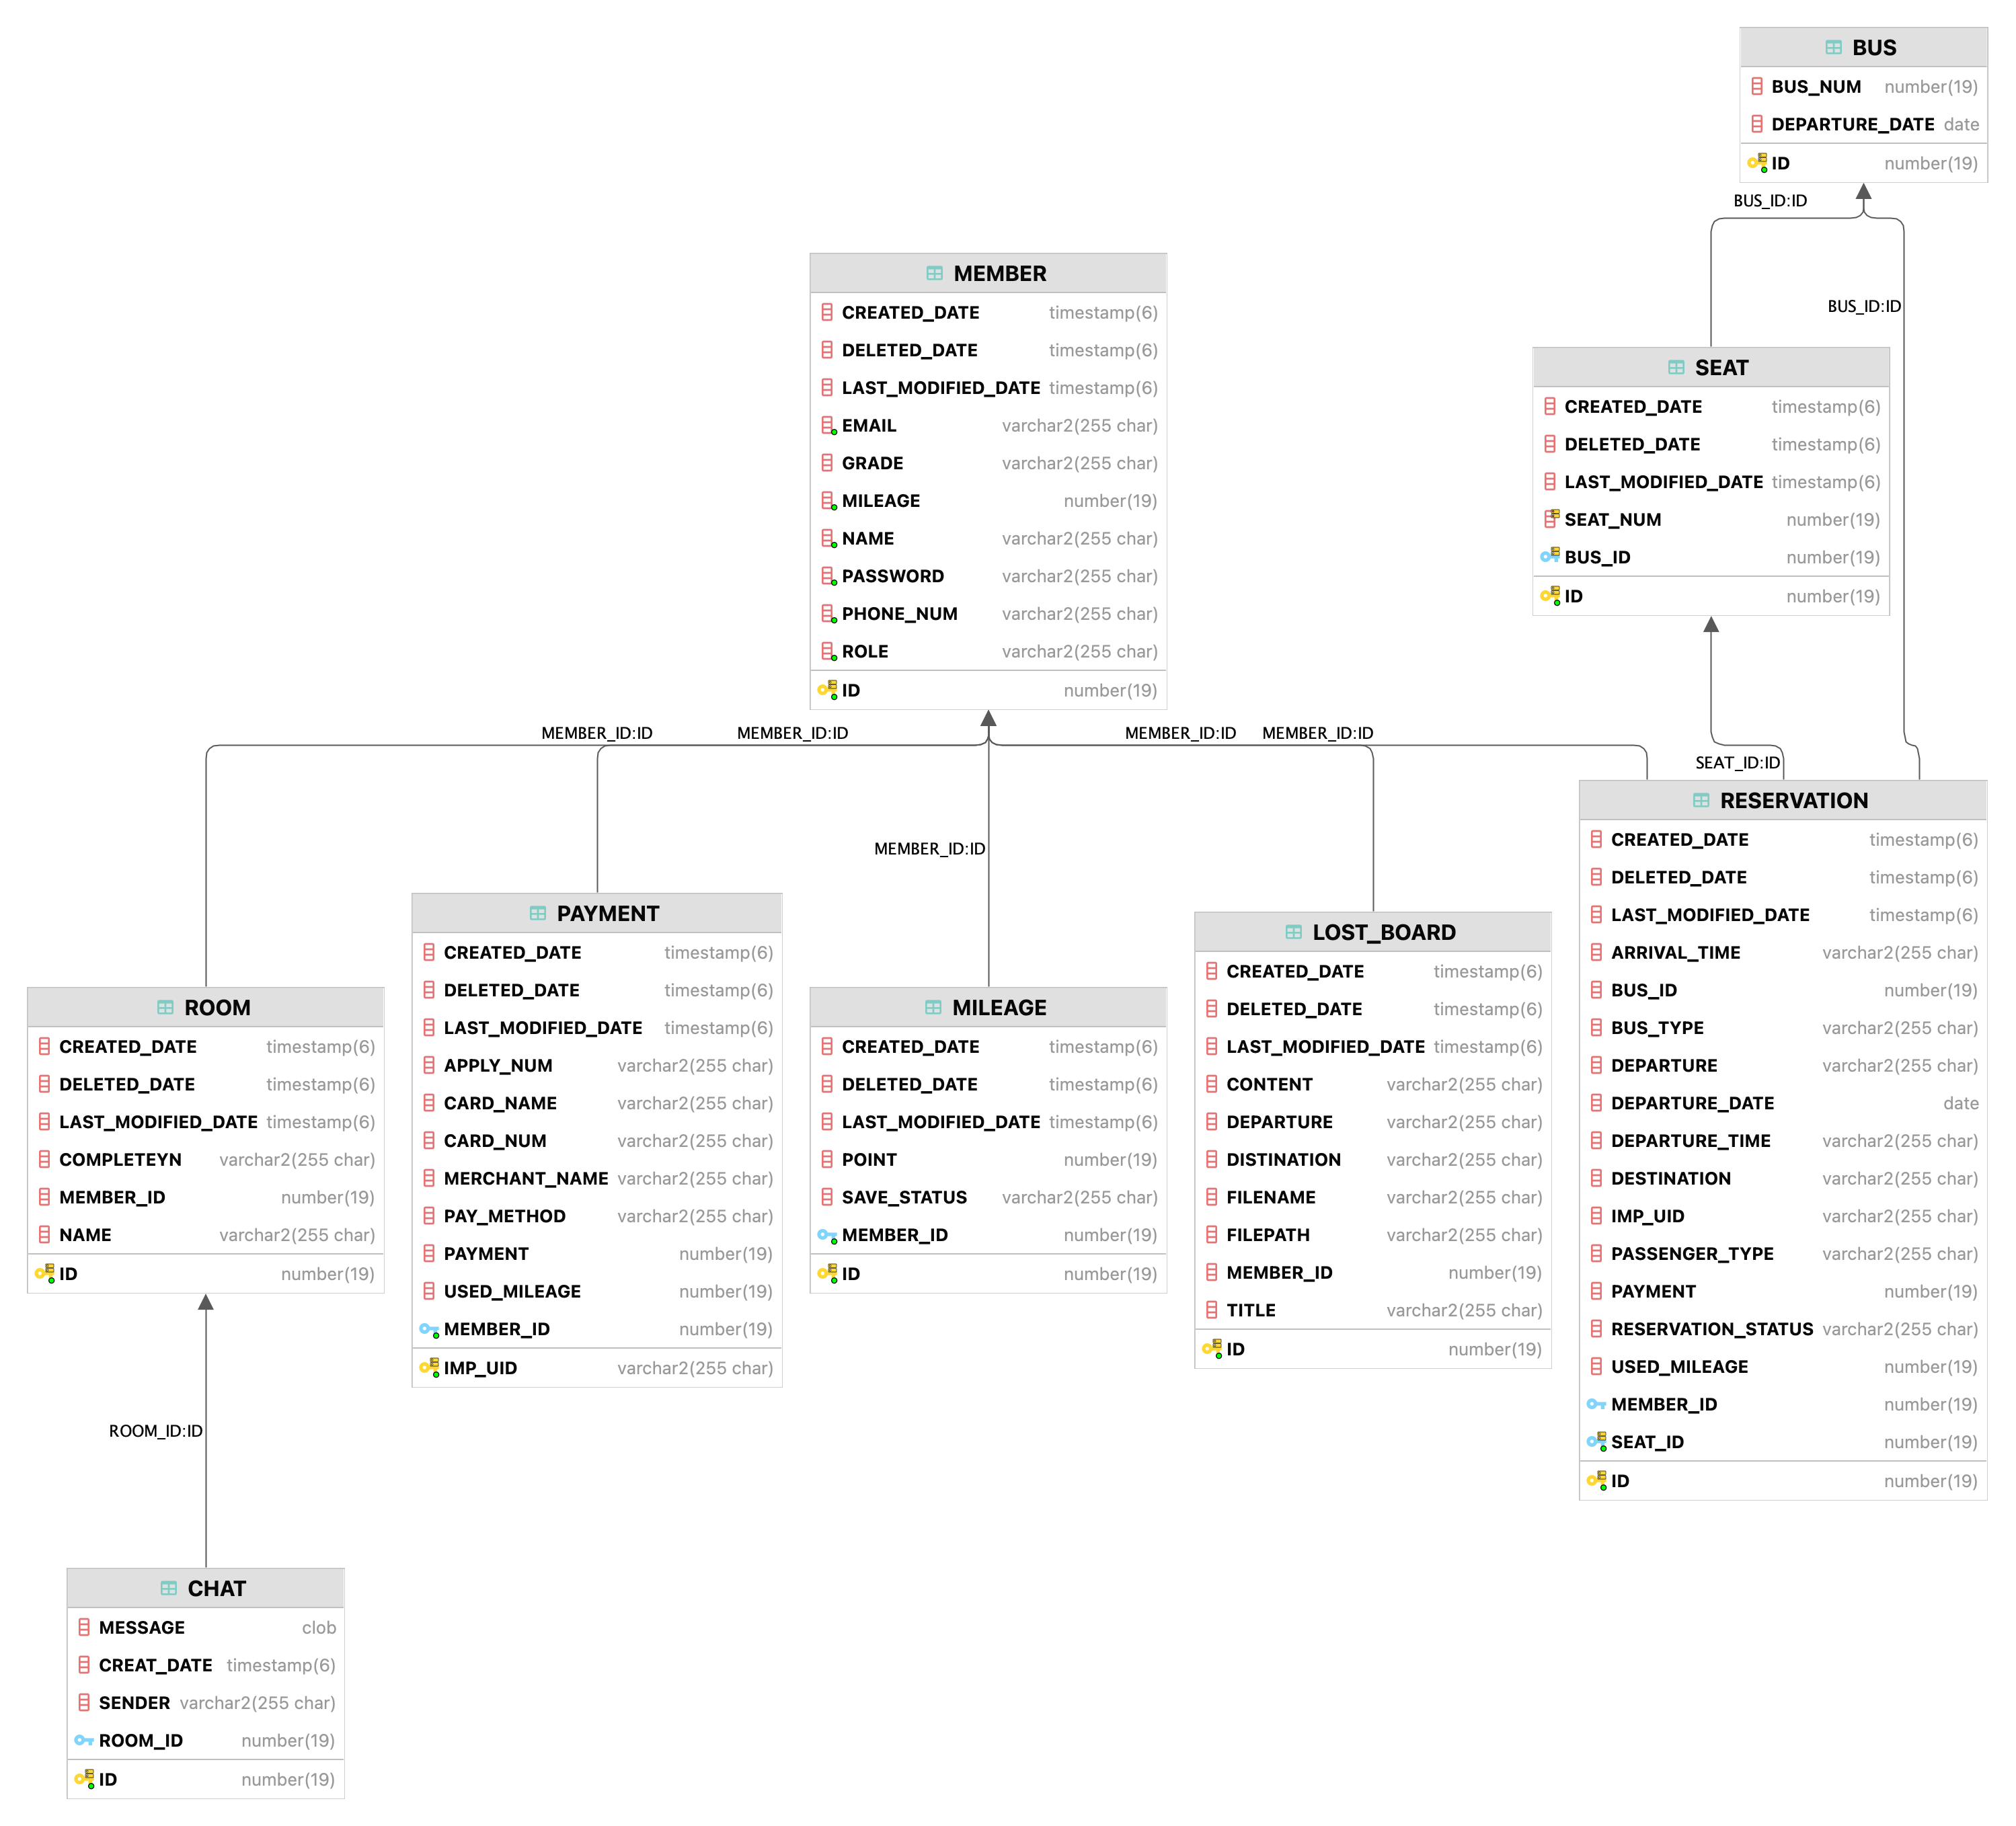 BUS
BUS_NUM number(19)
DEPARTURE_DATE date
ID number(19)
BUS_ID:ID
BUS_ID:ID
MEMBER
CREATED_DATE timestamp(6)
DELETED_DATE timestamp(6)
LAST_MODIFIED_DATE timestamp(6)
EMAIL varchar2(255 char)
GRADE varchar2(255 char)
MILEAGE number(19)
NAME varchar2(255 char)
PASSWORD varchar2(255 char)
PHONE_NUM varchar2(255 char)
ROLE varchar2(255 char)
ID number(19)
SEAT
CREATED_DATE timestamp(6)
DELETED_DATE timestamp(6)
LAST_MODIFIED_DATE timestamp(6)
SEAT_NUM number(19)
BUS_ID number(19)
ID number(19)
MEMBER_ID:ID
MEMBER_ID:ID
MEMBER_ID:ID
MEMBER_ID:ID
SEAT_ID:ID
MEMBER_ID:ID
ROOM
CREATED_DATE timestamp(6)
DELETED_DATE timestamp(6)
LAST_MODIFIED_DATE timestamp(6)
COMPLETEYN varchar2(255 char)
MEMBER_ID number(19)
NAME varchar2(255 char)
ID number(19)
PAYMENT
CREATED_DATE timestamp(6)
DELETED_DATE timestamp(6)
LAST_MODIFIED_DATE timestamp(6)
APPLY_NUM varchar2(255 char)
CARD_NAME varchar2(255 char)
CARD_NUM varchar2(255 char)
MERCHANT_NAME varchar2(255 char)
PAY_METHOD varchar2(255 char)
PAYMENT number(19)
USED_MILEAGE number(19)
MEMBER_ID number(19)
IMP_UID varchar2(255 char)
MILEAGE
CREATED_DATE timestamp(6)
DELETED_DATE timestamp(6)
LAST_MODIFIED_DATE timestamp(6)
POINT number(19)
SAVE_STATUS varchar2(255 char)
MEMBER_ID number(19)
ID number(19)
LOST_BOARD
CREATED_DATE timestamp(6)
DELETED_DATE timestamp(6)
LAST_MODIFIED_DATE timestamp(6)
CONTENT varchar2(255 char)
DEPARTURE varchar2(255 char)
DISTINATION varchar2(255 char)
FILENAME varchar2(255 char)
FILEPATH varchar2(255 char)
MEMBER_ID number(19)
TITLE varchar2(255 char)
ID number(19)
RESERVATION
CREATED_DATE timestamp(6)
DELETED_DATE timestamp(6)
LAST_MODIFIED_DATE timestamp(6)
ARRIVAL_TIME varchar2(255 char)
BUS_ID number(19)
BUS_TYPE varchar2(255 char)
DEPARTURE varchar2(255 char)
DEPARTURE_DATE date
DEPARTURE_TIME varchar2(255 char)
DESTINATION varchar2(255 char)
IMP_UID varchar2(255 char)
PASSENGER_TYPE varchar2(255 char)
PAYMENT number(19)
RESERVATION_STATUS varchar2(255 char)
USED_MILEAGE number(19)
MEMBER_ID number(19)
SEAT_ID number(19)
ID number(19)
ROOM_ID:ID
CHAT
MESSAGE clob
CREAT_DATE timestamp(6)
SENDER varchar2(255 char)
ROOM_ID number(19)
ID number(19)